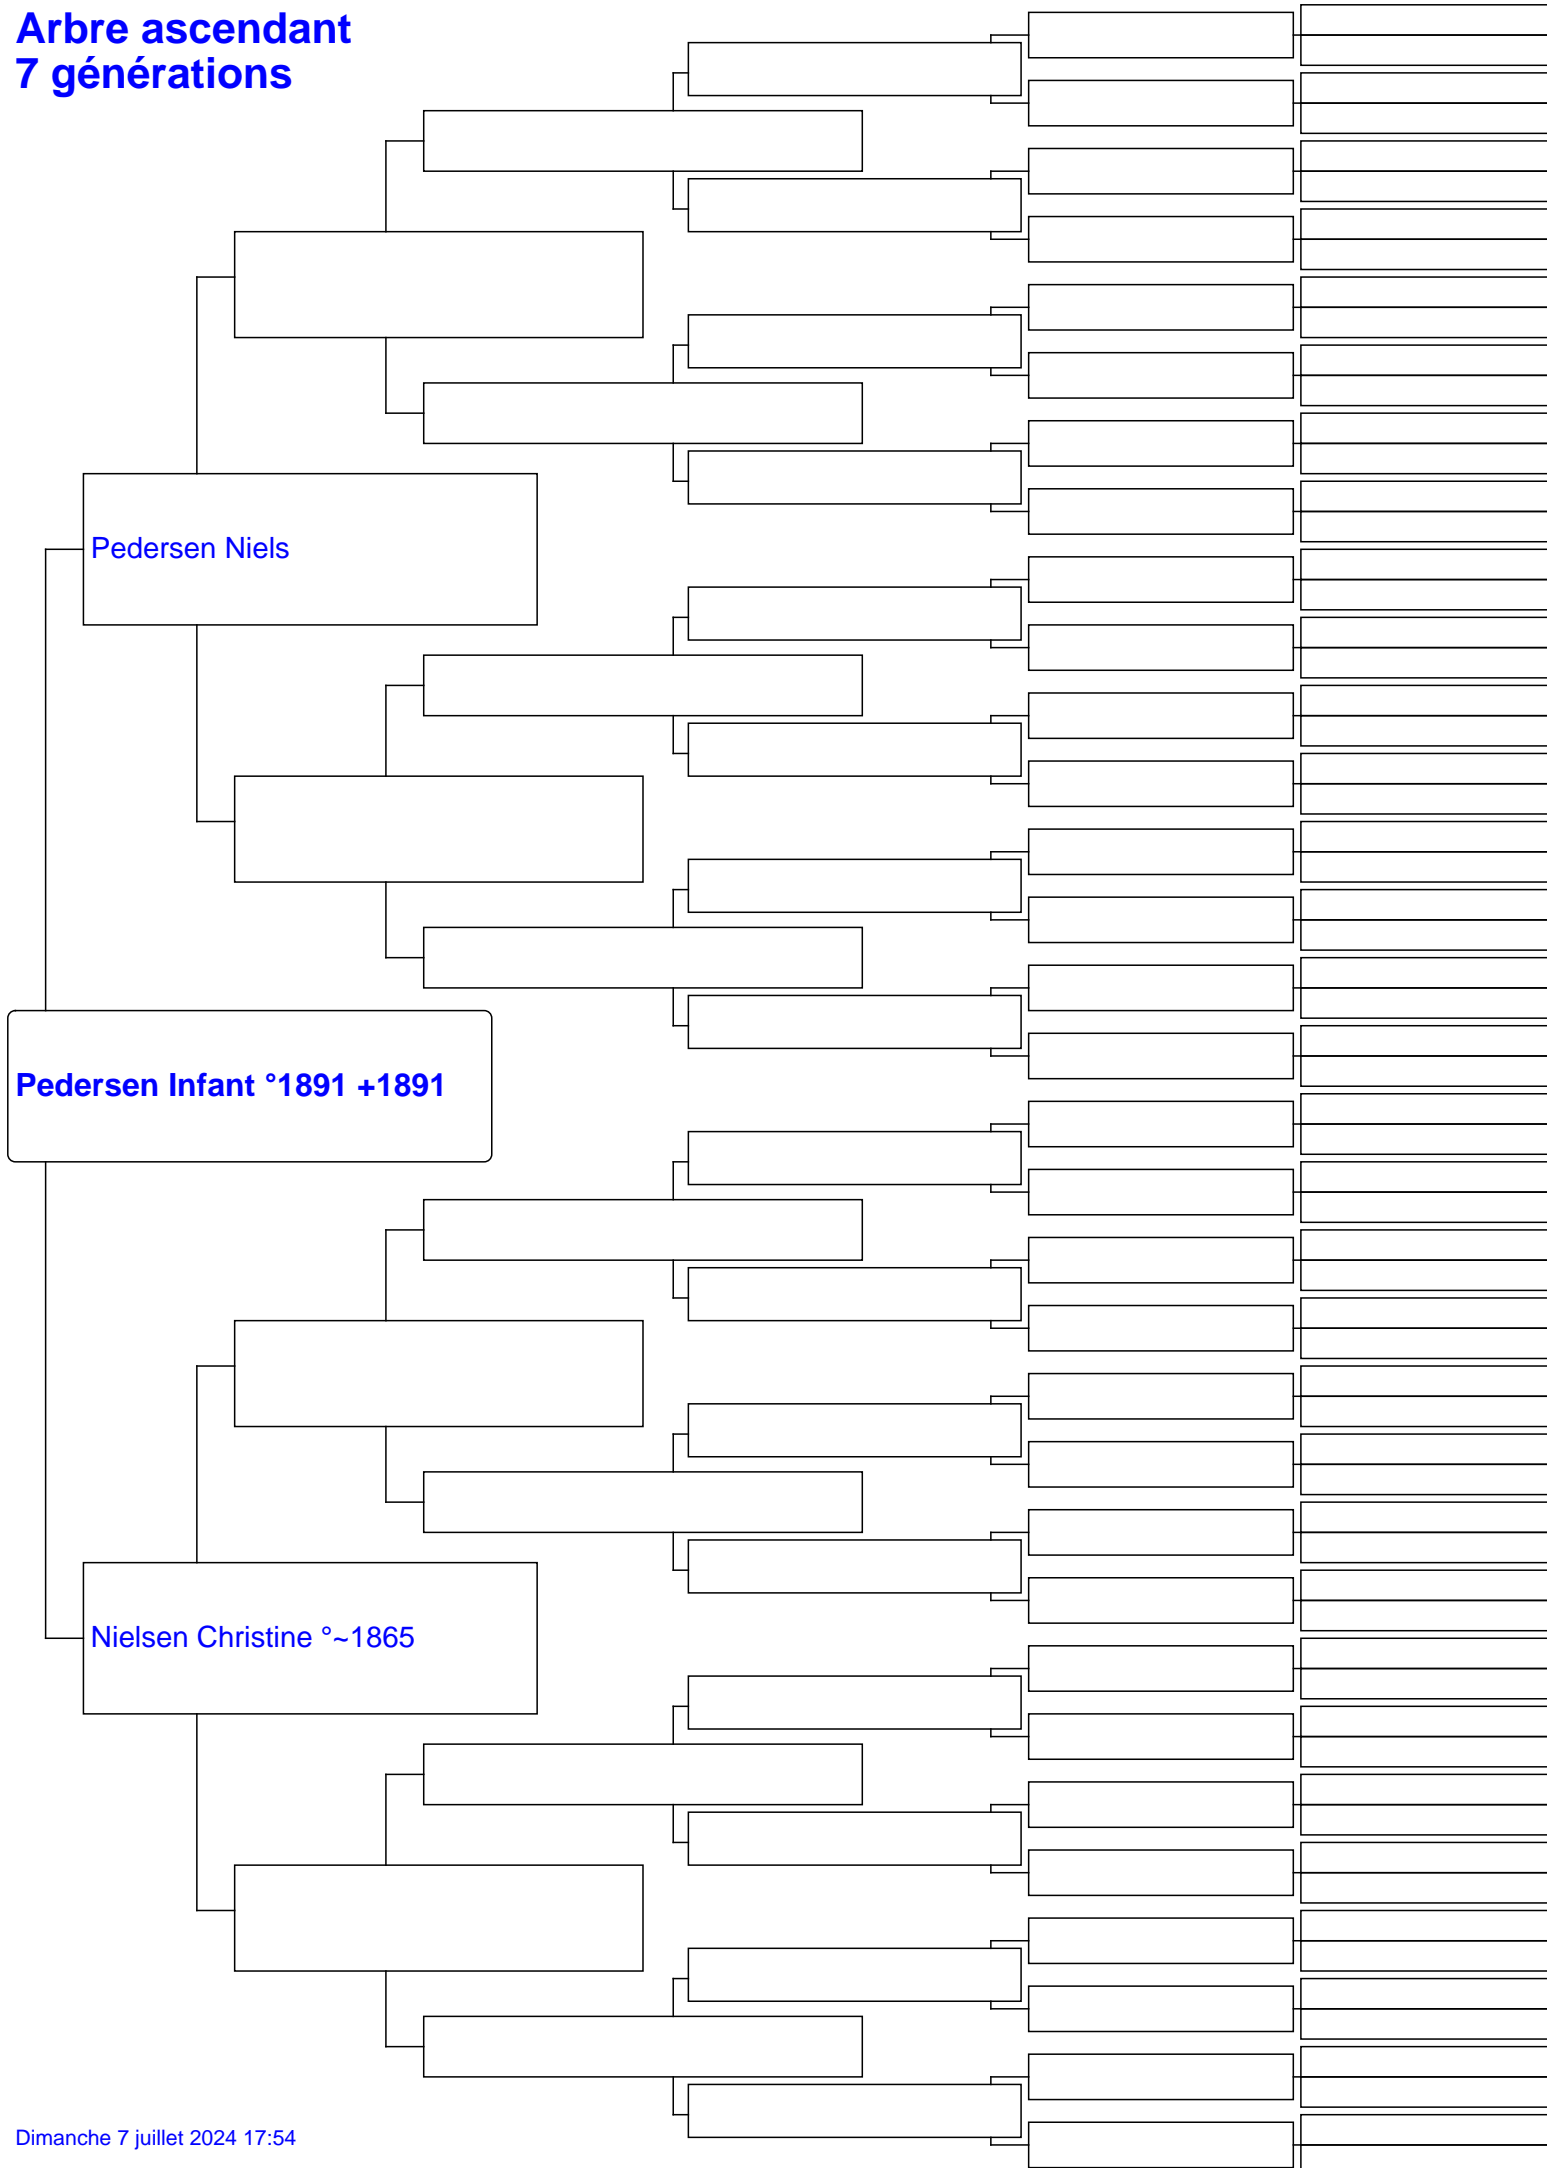 Arbre ascendant
7 générations
Pedersen Niels
Pedersen Infant °1891 +1891
Nielsen Christine °~1865
Dimanche 7 juillet 2024 17:54